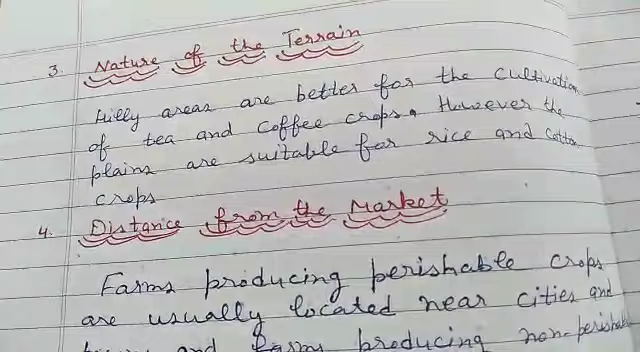 3. Nature of the Terrain
Hilly areas are better for the cultivation
of tea and coffee crops. However the
plains are suitable for rice and cotton
crops
4. Distance from the Market
Farms producing perishable crops
are usually located near cities and
and farms producing non-perishab